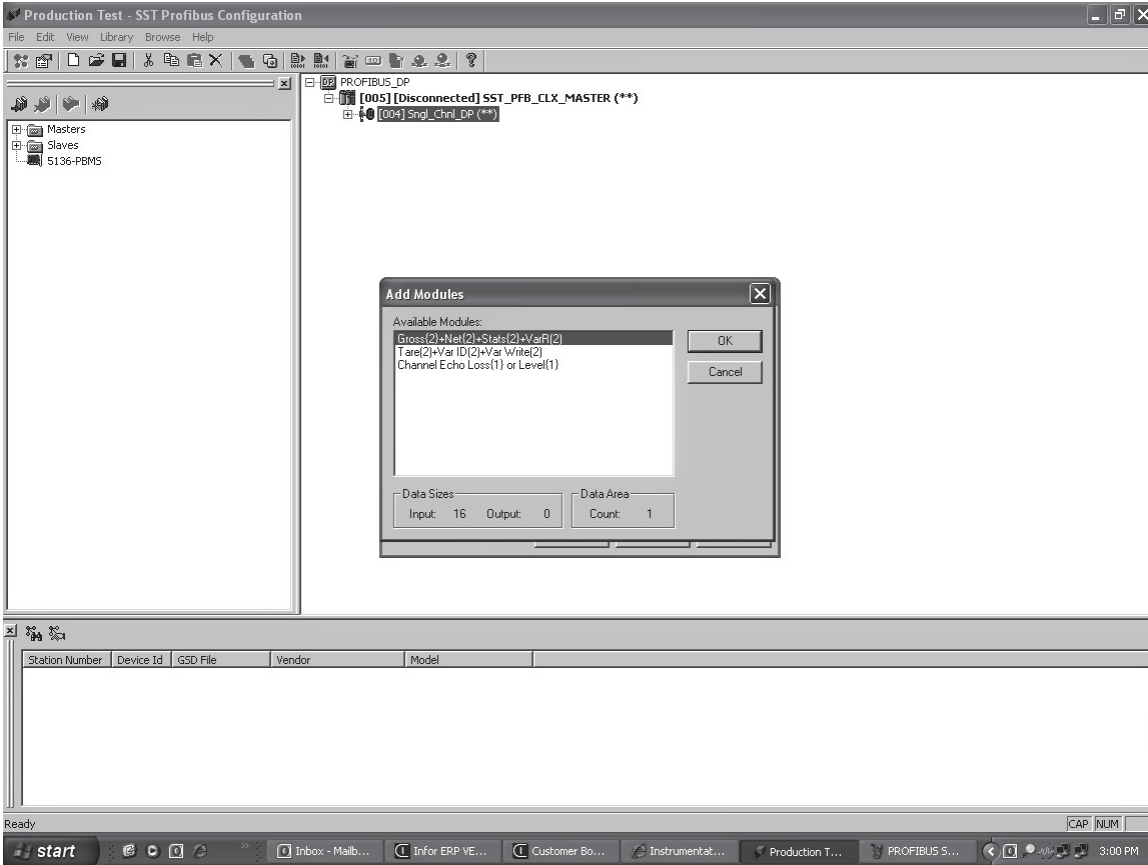 Production Test - SST Profibus Configuration
File Edit View Library Browse Help
PROFIBUS_DP
[005] [Disconnected] SST_PFB_CLX_MASTER (**)
[004] Sngl_Chnl_DP (**)
Masters
Slaves
5136-PBMS
Add Modules
Available Modules:
Gross{2}+Net{2}+Stats{2}+VarR(2)
Tare(2)+Var ID(2)+Var Write(2)
Channel Echo Loss{1} or Level{1}
OK
Cancel
Data Sizes
Input: 16 Output: 0
Data Area
Count: 1
Station Number Device Id GSD File Vendor Model
Ready
CAP NUM
start
Inbox - Mailb...
Infor ERP VE...
Customer Bo...
Instrumentat...
Production T...
PROFIBUS S...
3:00 PM